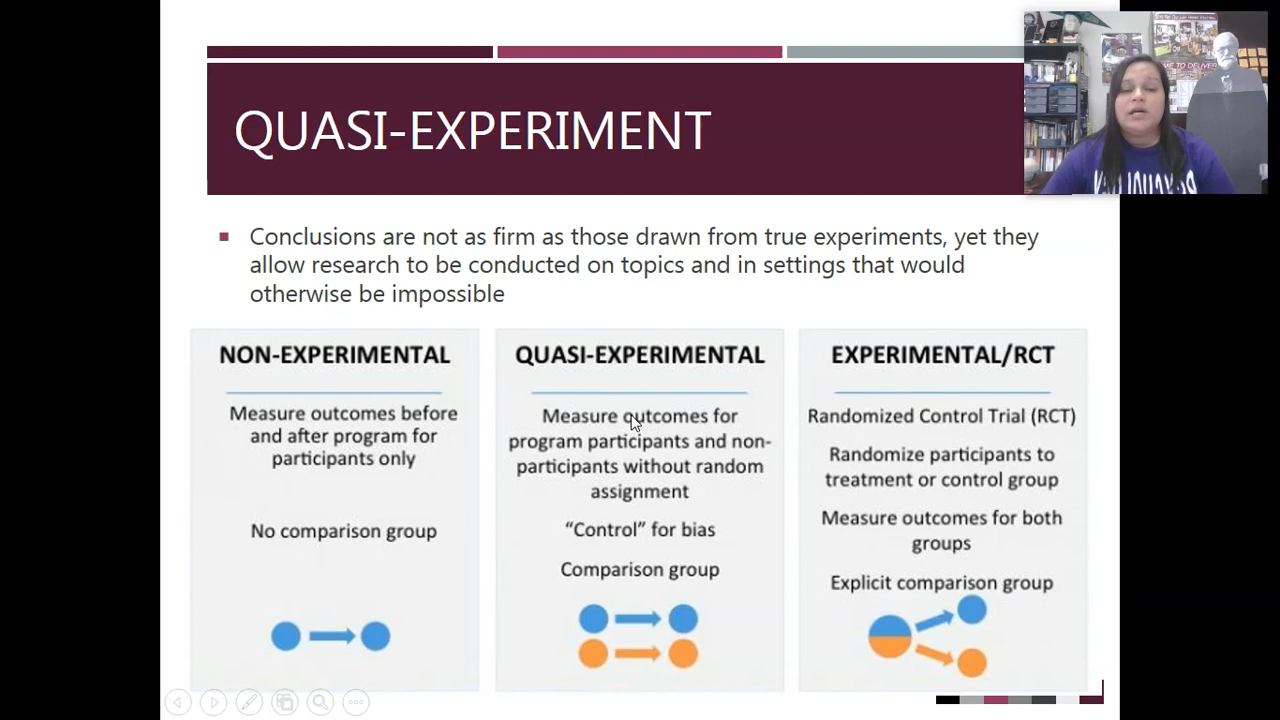 QUASI-EXPERIMENT
Conclusions are not as firm as those drawn from true experiments, yet they
allow research to be conducted on topics and in settings that would
otherwise be impossible
NON-EXPERIMENTAL
Measure outcomes before
and after program for
participants only
No comparison group
QUASI-EXPERIMENTAL
Measure outcomes for
program participants and non-
participants without random
assignment
“Control” for bias
Comparison group
EXPERIMENTAL/RCT
Randomized Control Trial (RCT)
Randomize participants to
treatment or control group
Measure outcomes for both
groups
Explicit comparison group